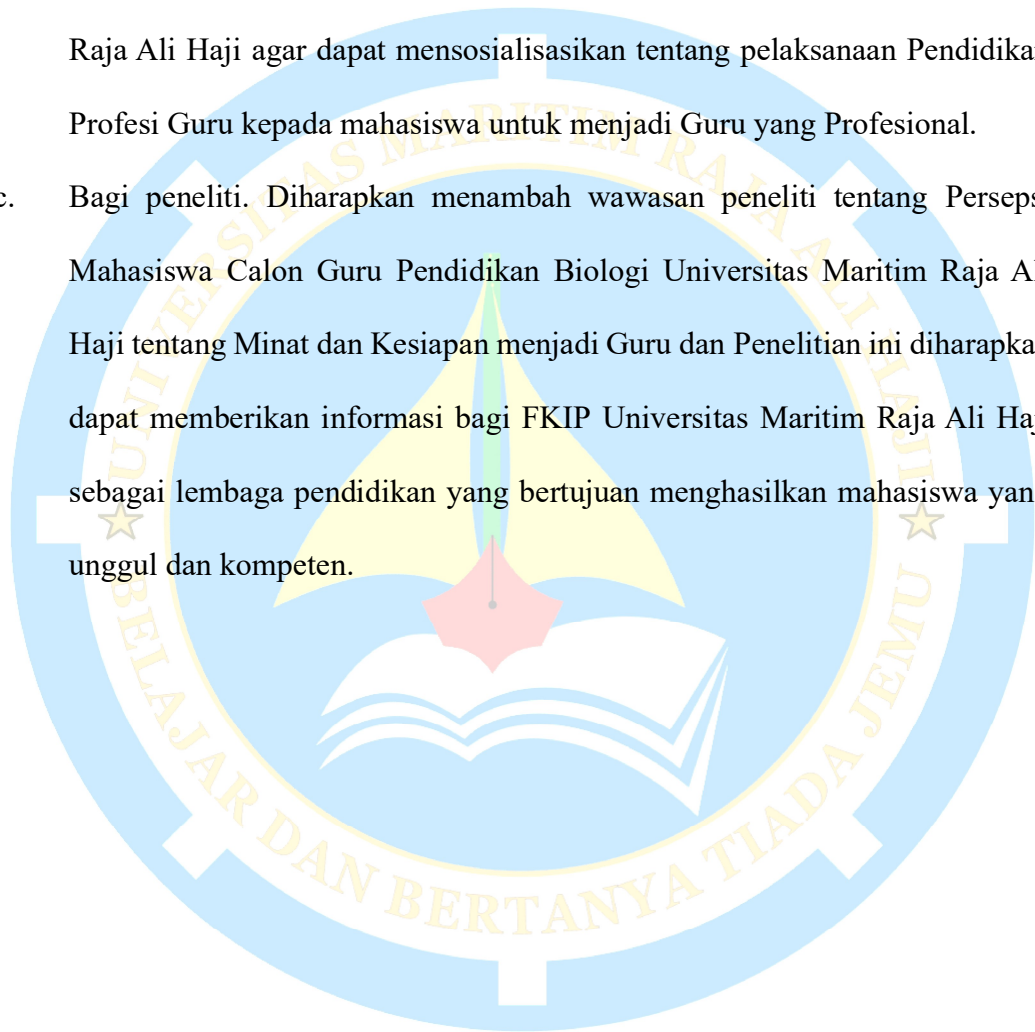 Raja Ali Haji agar dapat mensosialisasikan tentang pelaksanaan Pendidikan
Profesi Guru kepada mahasiswa untuk menjadi Guru yang Profesional.
c. Bagi peneliti. Diharapkan menambah wawasan peneliti tentang Perseps
Mahasiswa Calon Guru Pendidikan Biologi Universitas Maritim Raja Al
Haji tentang Minat dan Kesiapan menjadi Guru dan Penelitian ini diharapka
dapat memberikan informasi bagi FKIP Universitas Maritim Raja Ali Haj
sebagai lembaga pendidikan yang bertujuan menghasilkan mahasiswa yan
unggul dan kompeten.
UNIVERSITAS MARITIM RAJA ALI HAJI
BELAJAR DAN BERTANYA TIADA JEMU